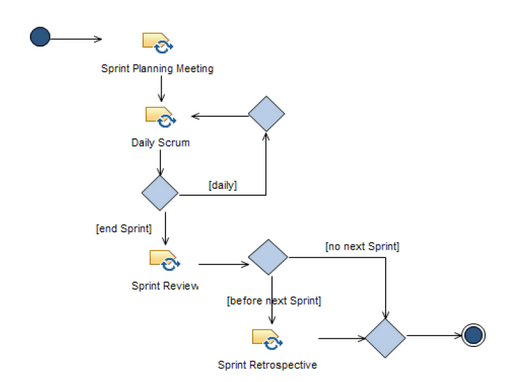 Sprint Planning Meeting
Daily Scrum
[daily]
[end Sprint]
[no next Sprint]
Sprint Review
[before next Sprint]
Sprint Retrospective